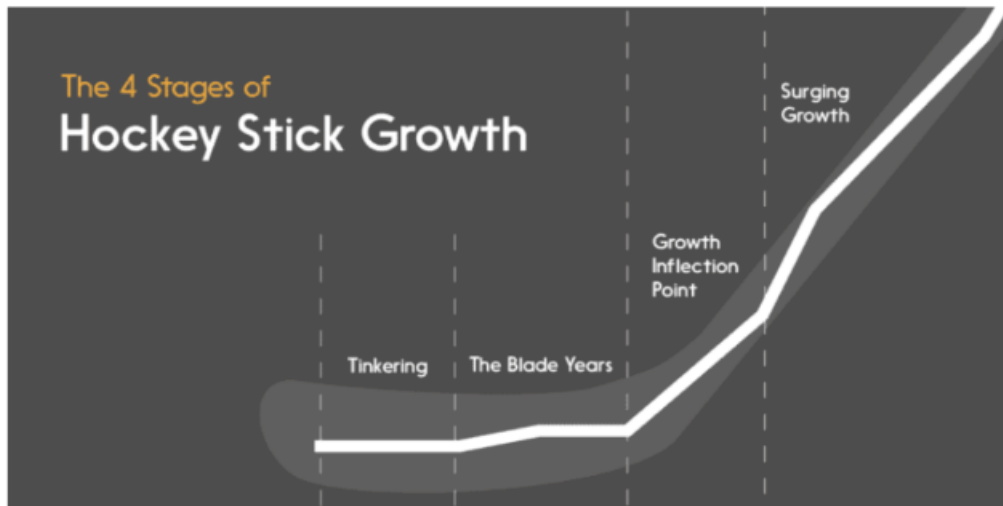 The 4 Stages of
Hockey Stick Growth
Surging
Growth
Growth
Inflection
Point
Tinkering
The Blade Years